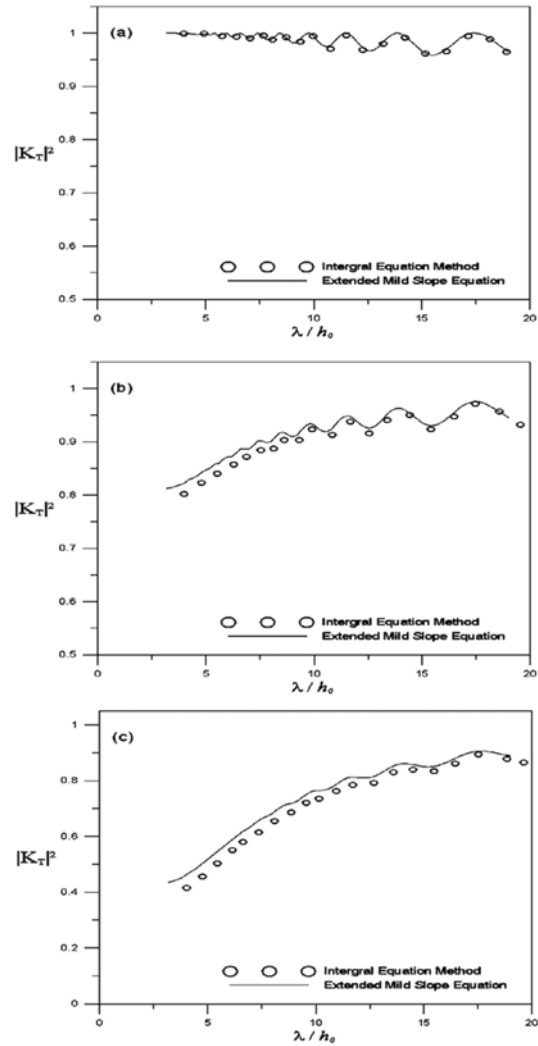 (a)
1
0.9
0.8
|K_T|²
0.7
0.6
0.5
Intergral Equation Method
Extended Mild Slope Equation
0 5 10 15 20
λ / h₀
(b)
1
0.9
0.8
|K_T|²
0.7
0.6
0.5
Intergral Equation Method
Extended Mild Slope Equation
0 5 10 15 20
λ / h₀
(c)
1
0.8
0.6
|K_T|²
0.4
0.2
0
Intergral Equation Method
Extended Mild Slope Equation
0 5 10 15 20
λ / h₀